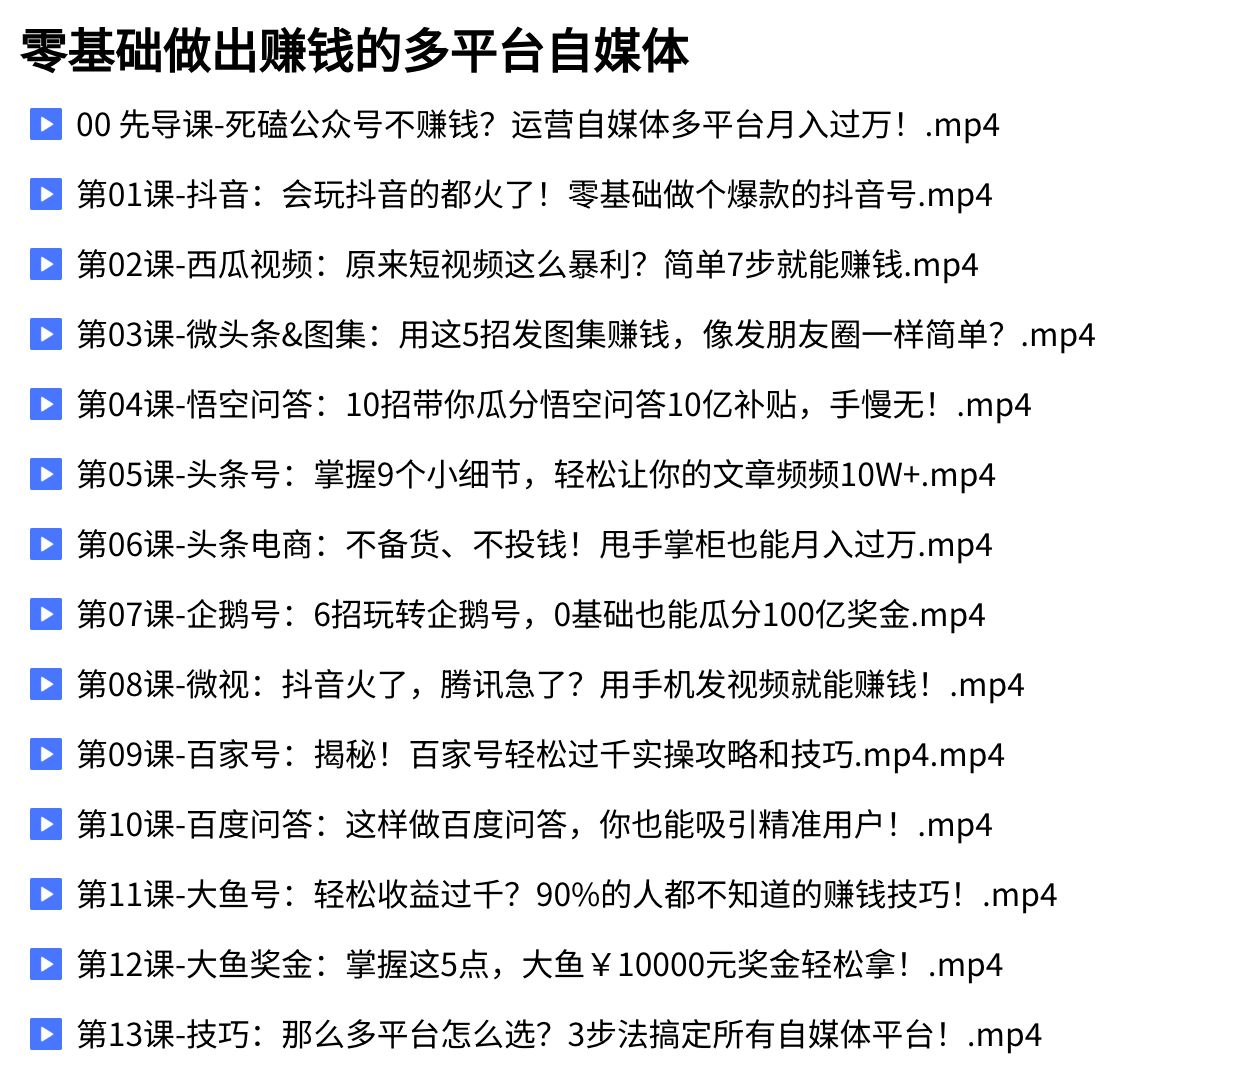 零基础做出赚钱的多平台自媒体
00 先导课-死磕公众号不赚钱？运营自媒体多平台月入过万！.mp4
第01课-抖音：会玩抖音的都火了！零基础做个爆款的抖音号.mp4
第02课-西瓜视频：原来短视频这么暴利？简单7步就能赚钱.mp4
第03课-微头条&图集：用这5招发图集赚钱，像发朋友圈一样简单？.mp4
第04课-悟空问答：10招带你瓜分悟空问答10亿补贴，手慢无！.mp4
第05课-头条号：掌握9个小细节，轻松让你的文章频频10W+.mp4
第06课-头条电商：不备货、不投钱！甩手掌柜也能月入过万.mp4
第07课-企鹅号：6招玩转企鹅号，0基础也能瓜分100亿奖金.mp4
第08课-微视：抖音火了，腾讯急了？用手机发视频就能赚钱！.mp4
第09课-百家号：揭秘！百家号轻松过千实操攻略和技巧.mp4.mp4
第10课-百度问答：这样做百度问答，你也能吸引精准用户！.mp4
第11课-大鱼号：轻松收益过千？90%的人都不知道的赚钱技巧！.mp4
第12课-大鱼奖金：掌握这5点，大鱼￥10000元奖金轻松拿！.mp4
第13课-技巧：那么多平台怎么选？3步法搞定所有自媒体平台！.mp4